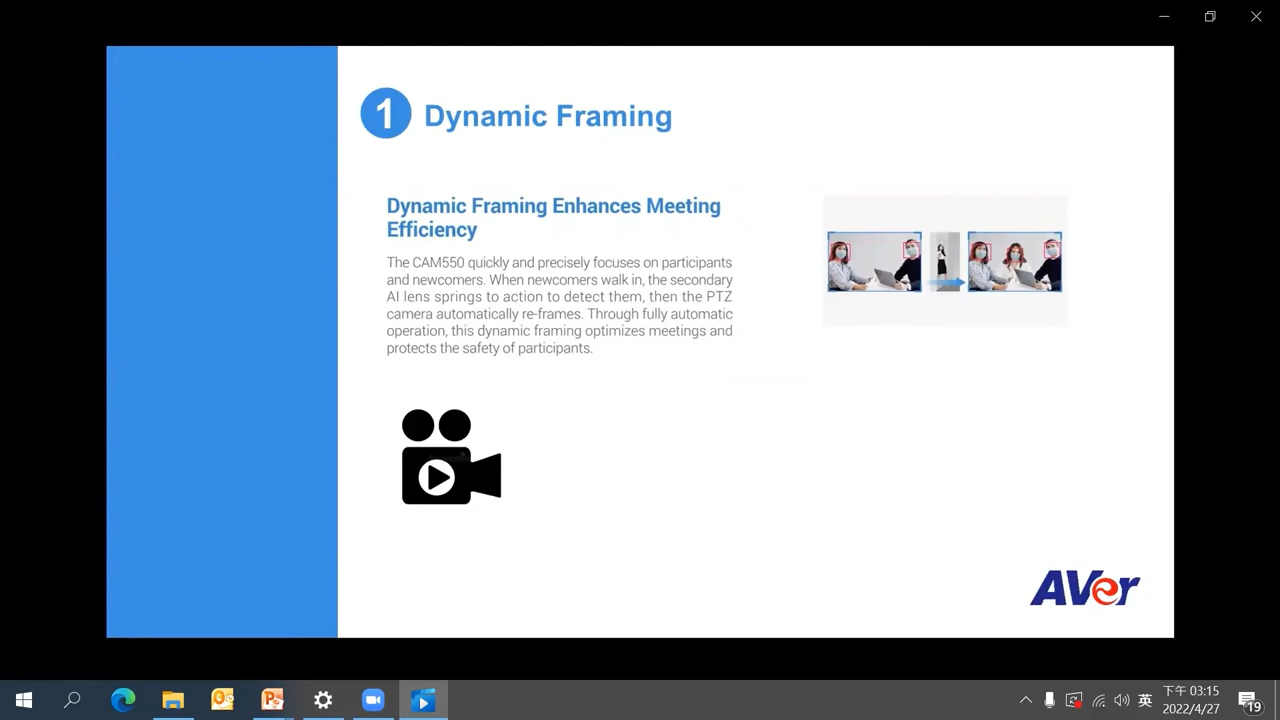 1 Dynamic Framing
Dynamic Framing Enhances Meeting
Efficiency
The CAM550 quickly and precisely focuses on participants
and newcomers. When newcomers walk in, the secondary
AI lens springs to action to detect them, then the PTZ
camera automatically re-frames. Through fully automatic
operation, this dynamic framing optimizes meetings and
protects the safety of participants.
AVer
英
下午 03:15
2022/4/27
19